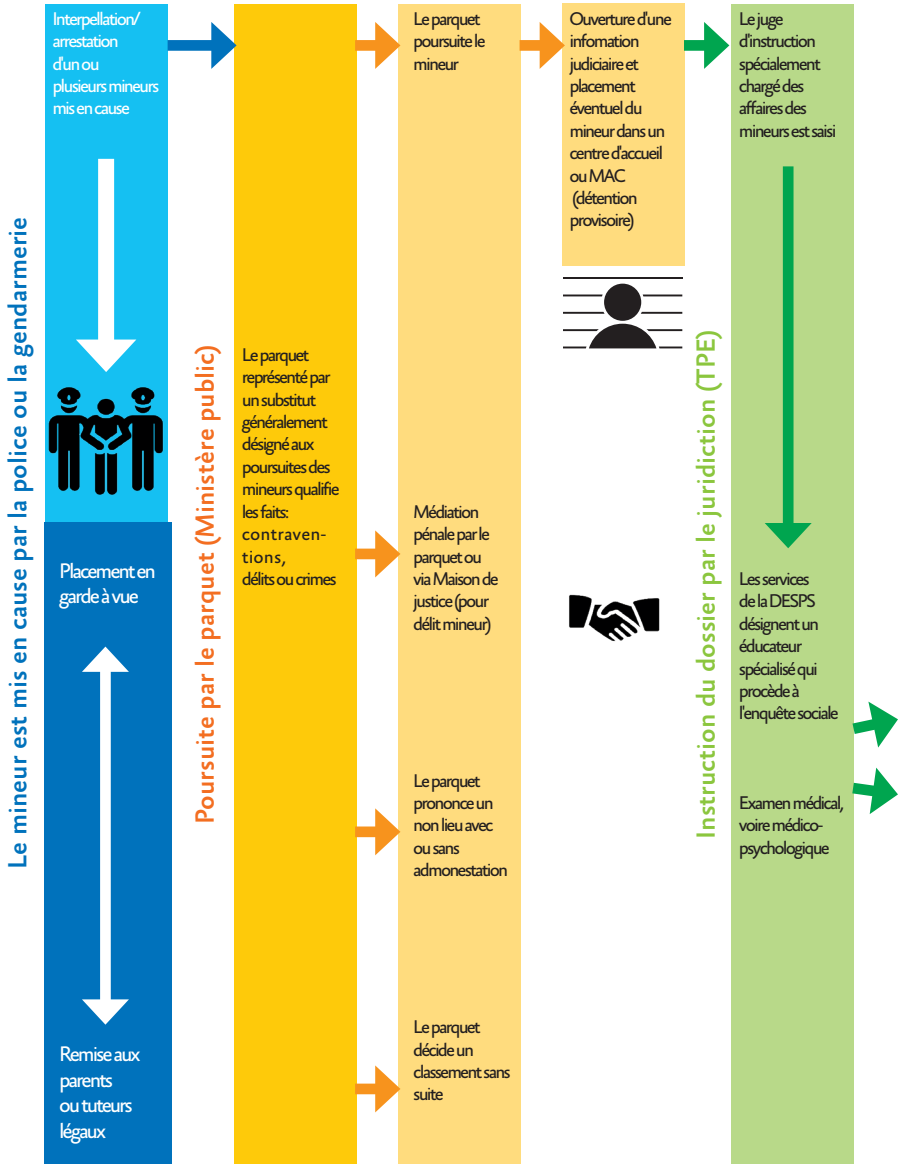 Le mineur est mis en cause par la police ou la gendarmerie
Interpellation/
arrestation
d'un ou
plusieurs mineurs
mis en cause
Placement en
garde à vue
Remise aux
parents
ou tuteurs
légaux
Poursuite par le parquet (Ministère public)
Le parquet
représenté par
un substitut
généralement
désigné aux
poursuites des
mineurs qualifie
les faits:
contraven-
tions,
délits ou crimes
Le parquet
poursuite le
mineur
Médiation
pénale par le
parquet ou
via Maison de
justice (pour
délit mineur)
Le parquet
prononce un
non lieu avec
ou sans
admonestation
Le parquet
décide un
classement sans
suite
Ouverture d'une
infomation
judiciaire et
placement
éventuel du
mineur dans un
centre d'accueil
ou MAC
(détention
provisoire)
Instruction du dossier par le juridiction (TPE)
Le juge
d'instruction
spécialement
chargé des
affaires des
mineurs est saisi
Les services
de la DESPS
désignent un
éducateur
spécialisé qui
procède à
l'enquête sociale
Examen médical,
voire médico-
psychologique